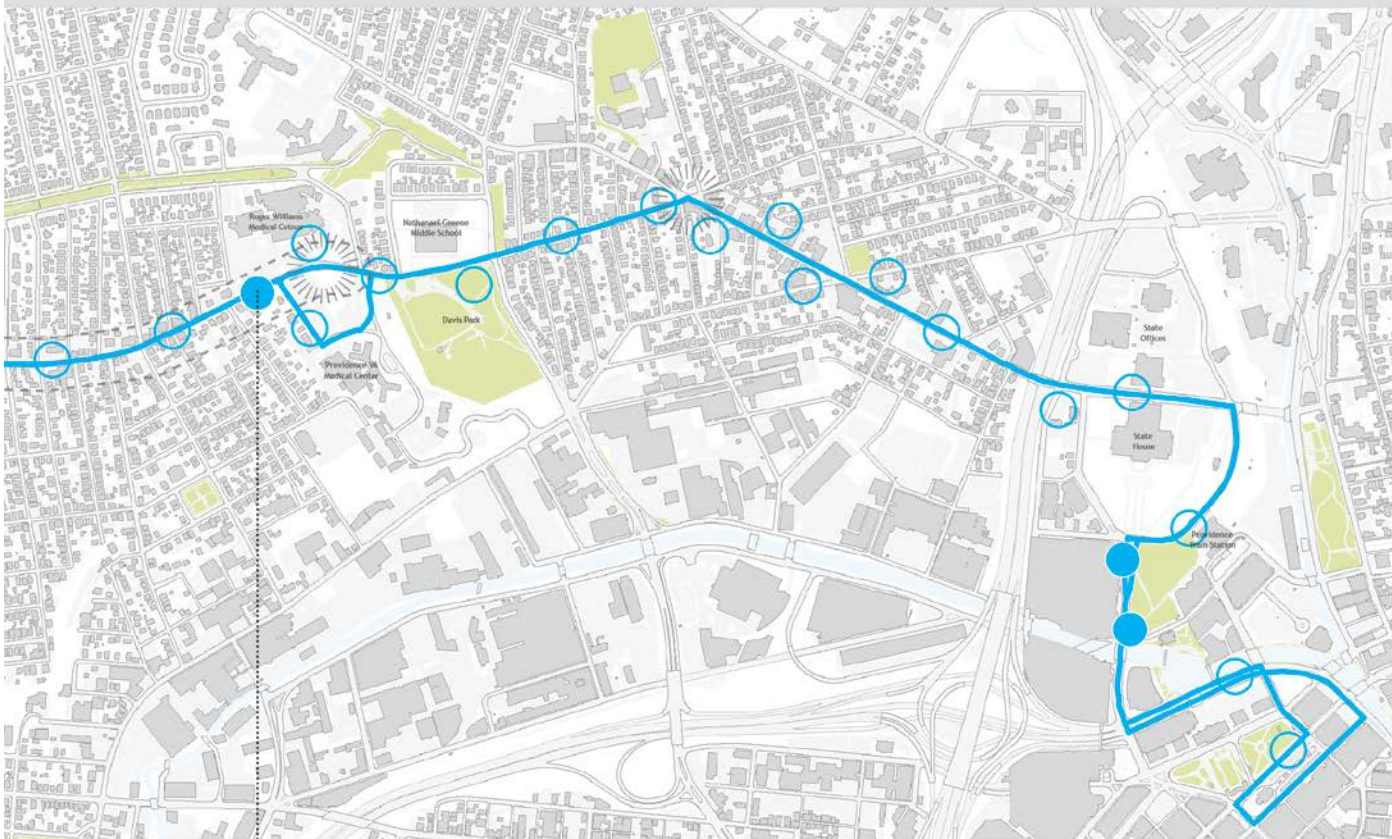 Roger Williams
Medical Center
Nathanael Greene
Middle School
Davis Park
Providence VA
Medical Center
State
Offices
State
House
Providence
Train Station